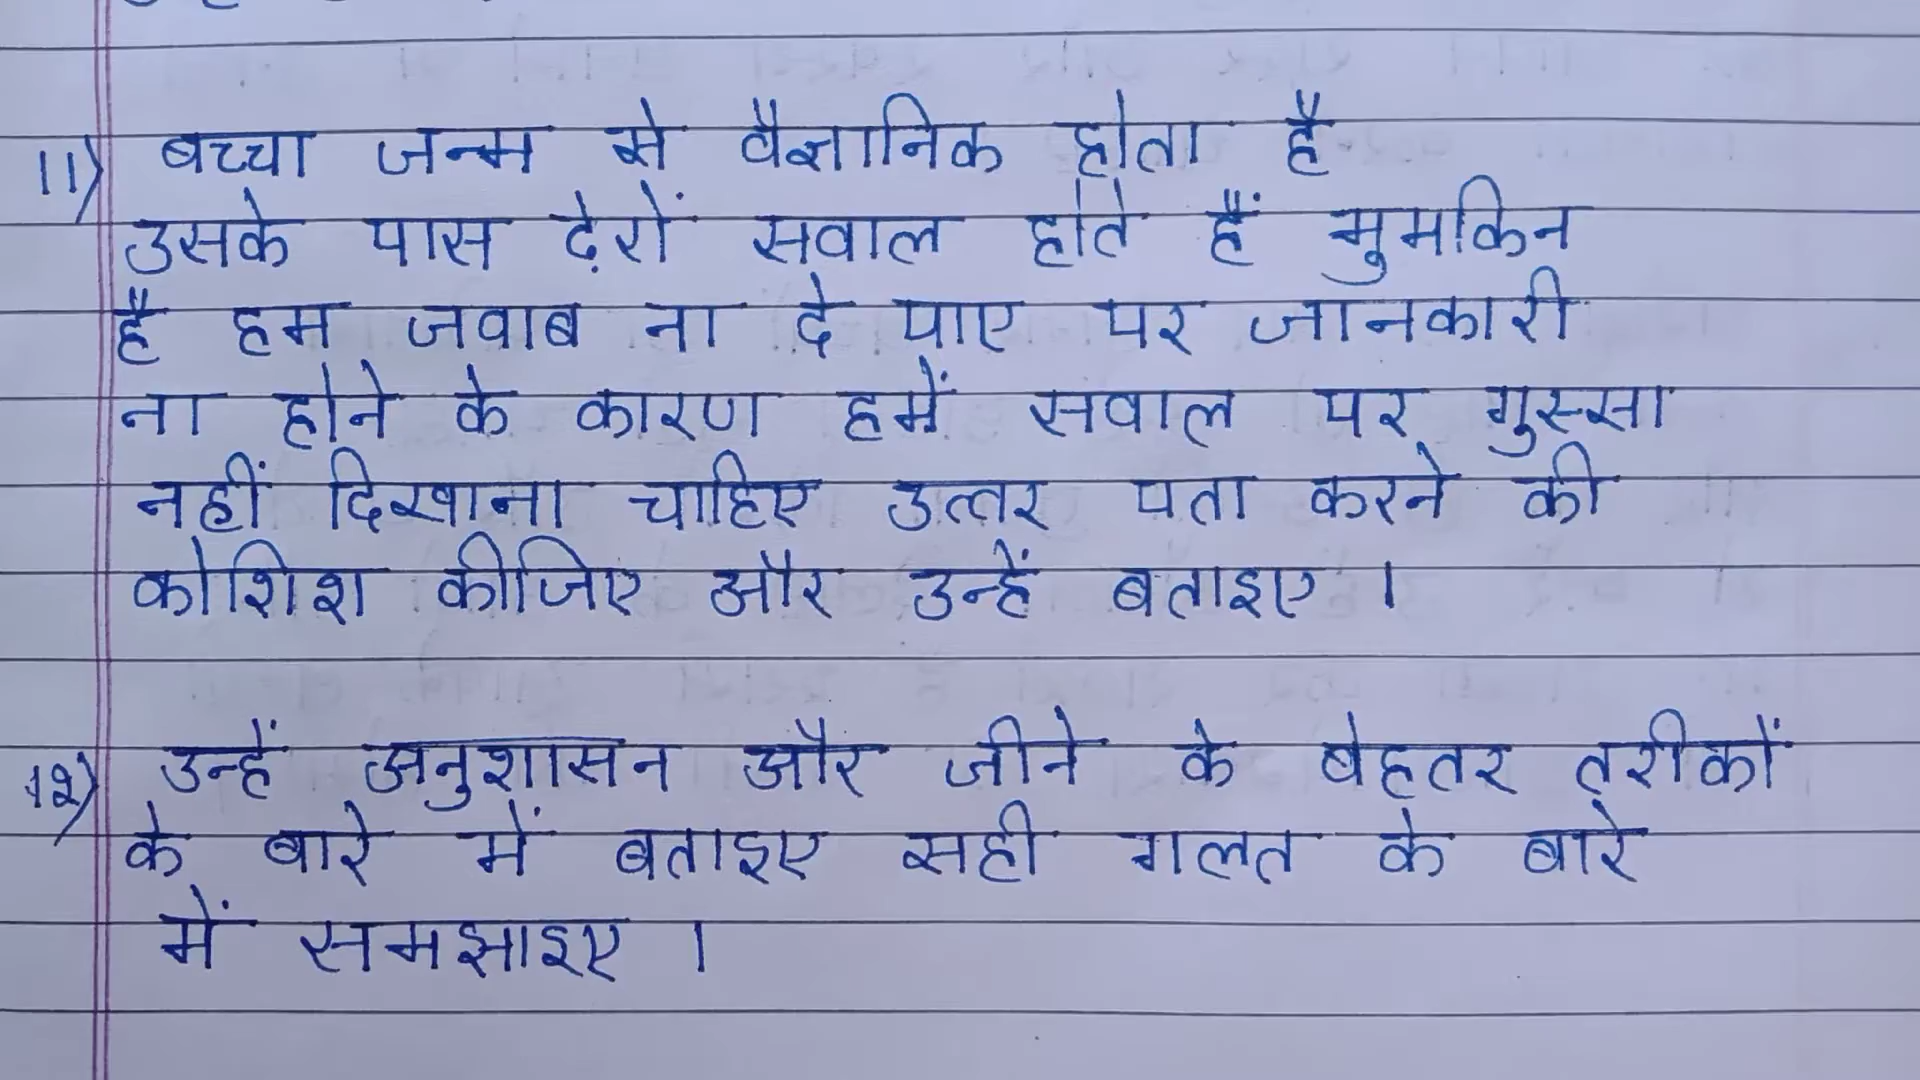 11) बच्चा जन्म से वैज्ञानिक होता है
उसके पास ढ़ेरों सवाल होते हैं मुमकिन
है हम जवाब ना दे पाए पर जानकारी
ना होने के कारण हमें सवाल पर गुस्सा
नहीं दिखाना चाहिए उत्तर पता करने की
कोशिश कीजिए और उन्हें बताइए ।
12) उन्हें अनुशासन और जीने के बेहतर तरीकों
के बारे में बताइए सही गलत के बारे
में समझाइए ।